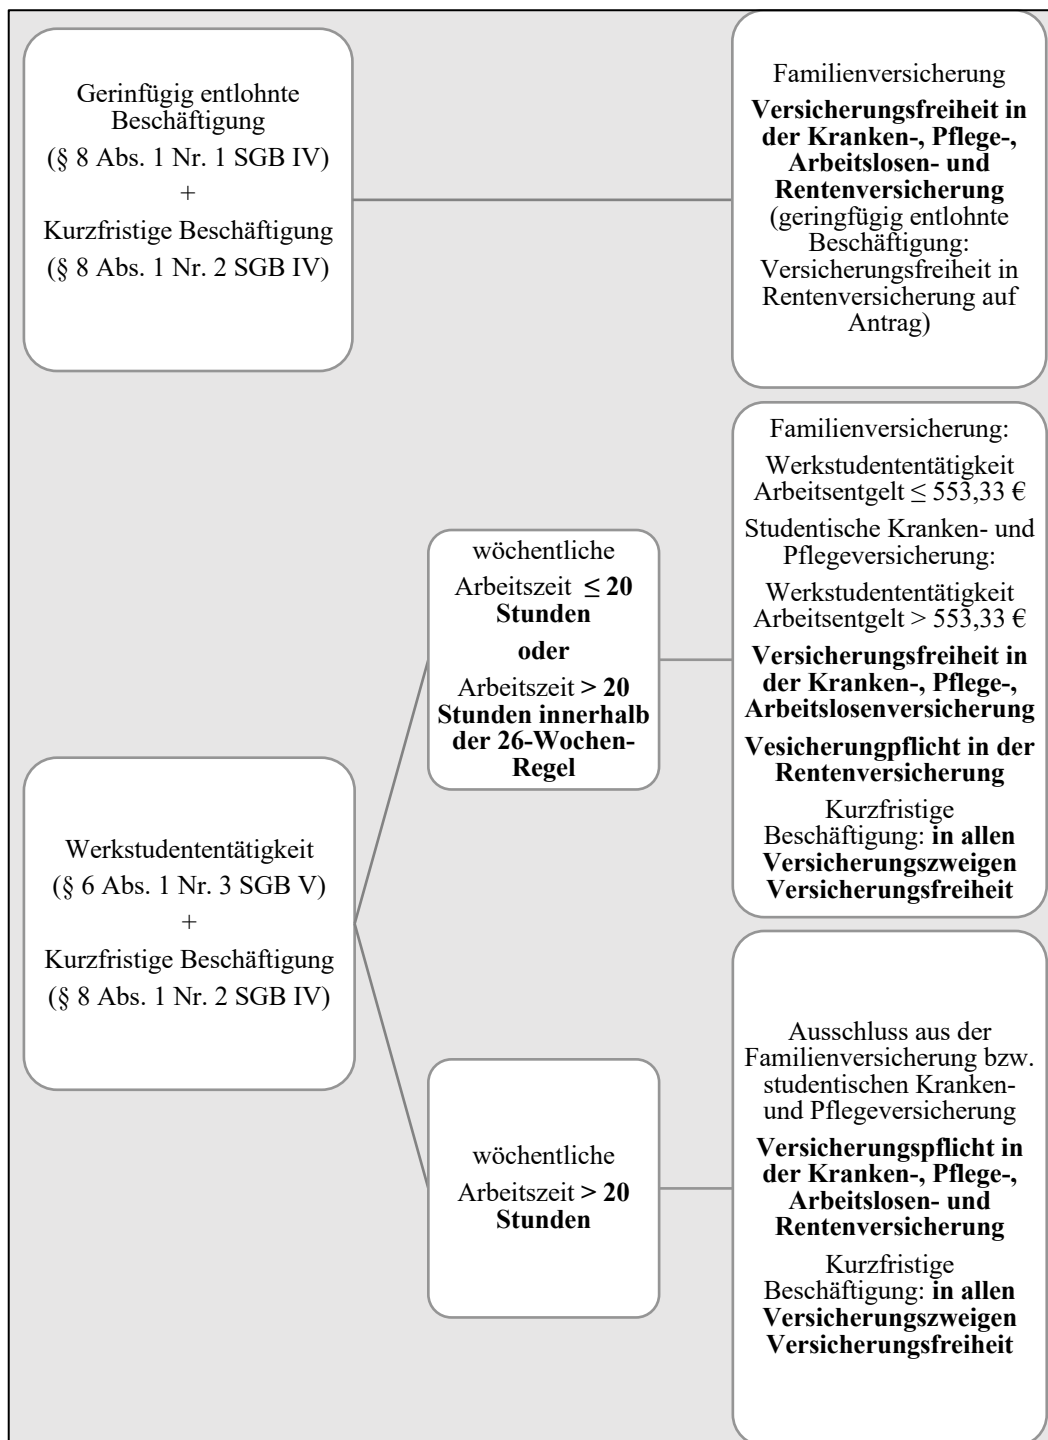 Gerinfügig entlohnte
Beschäftigung
(§ 8 Abs. 1 Nr. 1 SGB IV)
+
Kurzfristige Beschäftigung
(§ 8 Abs. 1 Nr. 2 SGB IV)
Familienversicherung
Versicherungsfreiheit in
der Kranken-, Pflege-,
Arbeitslosen- und
Rentenversicherung
(geringfügig entlohnte
Beschäftigung:
Versicherungsfreiheit in
Rentenversicherung auf
Antrag)
Werkstudententätigkeit
(§ 6 Abs. 1 Nr. 3 SGB V)
+
Kurzfristige Beschäftigung
(§ 8 Abs. 1 Nr. 2 SGB IV)
wöchentliche
Arbeitszeit ≤ 20
Stunden
oder
Arbeitszeit > 20
Stunden innerhalb
der 26-Wochen-
Regel
Familienversicherung:
Werkstudententätigkeit
Arbeitsentgelt ≤ 553,33 €
Studentische Kranken- und
Pflegeversicherung:
Werkstudententätigkeit
Arbeitsentgelt > 553,33 €
Versicherungsfreiheit in
der Kranken-, Pflege-,
Arbeitslosenversicherung
Vesicherungpflicht in der
Rentenversicherung
Kurzfristige
Beschäftigung: in allen
Versicherungszweigen
Versicherungsfreiheit
wöchentliche
Arbeitszeit > 20
Stunden
Ausschluss aus der
Familienversicherung bzw.
studentischen Kranken-
und Pflegeversicherung
Versicherungspflicht in
der Kranken-, Pflege-,
Arbeitslosen- und
Rentenversicherung
Kurzfristige
Beschäftigung: in allen
Versicherungszweigen
Versicherungsfreiheit